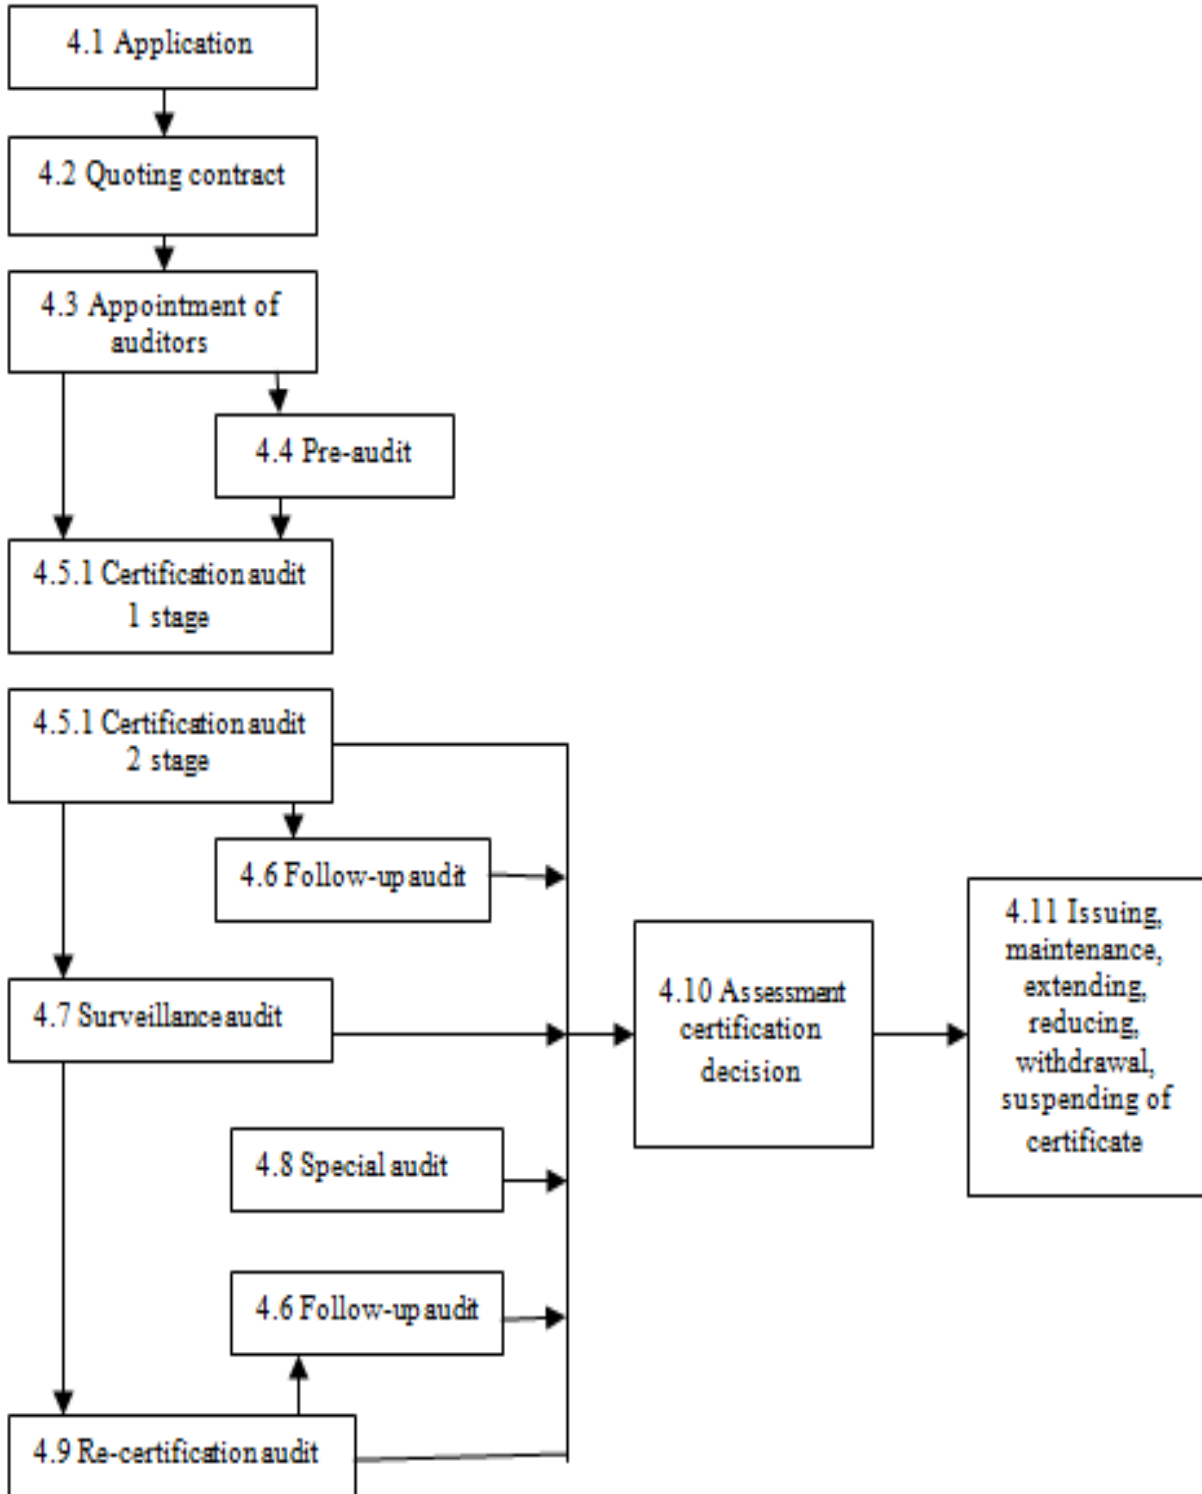 4.1 Application
4.2 Quoting contract
4.3 Appointment of
auditors
4.4 Pre-audit
4.5.1 Certification audit
1 stage
4.5.1 Certification audit
2 stage
4.6 Follow-up audit
4.7 Surveillance audit
4.8 Special audit
4.6 Follow-up audit
4.9 Re-certification audit
4.10 Assessment
certification
decision
4.11 Issuing,
maintenance,
extending,
reducing,
withdrawal,
suspending of
certificate